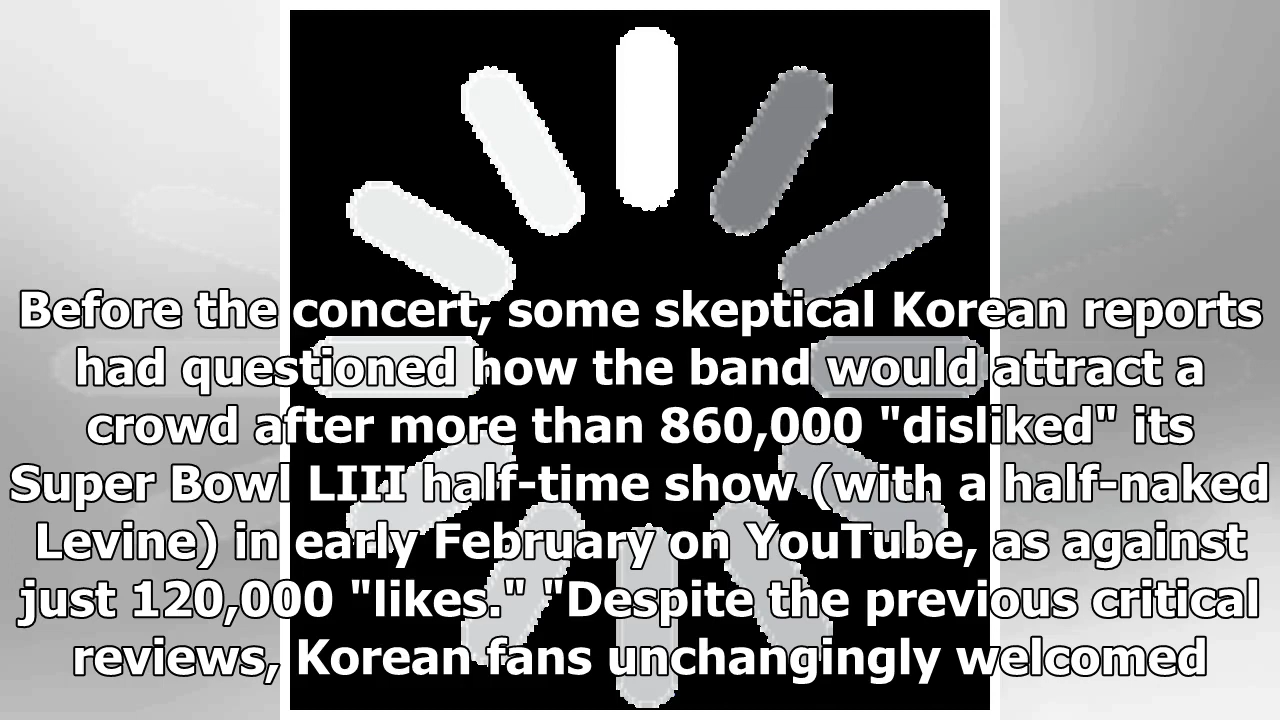 Before the concert, some skeptical Korean reports
had questioned how the band would attract a
crowd after more than 860,000 "disliked" its
Super Bowl LIII half-time show (with a half-naked
Levine) in early February on YouTube, as against
just 120,000 "likes." "Despite the previous critical
reviews, Korean fans unchangingly welcomed